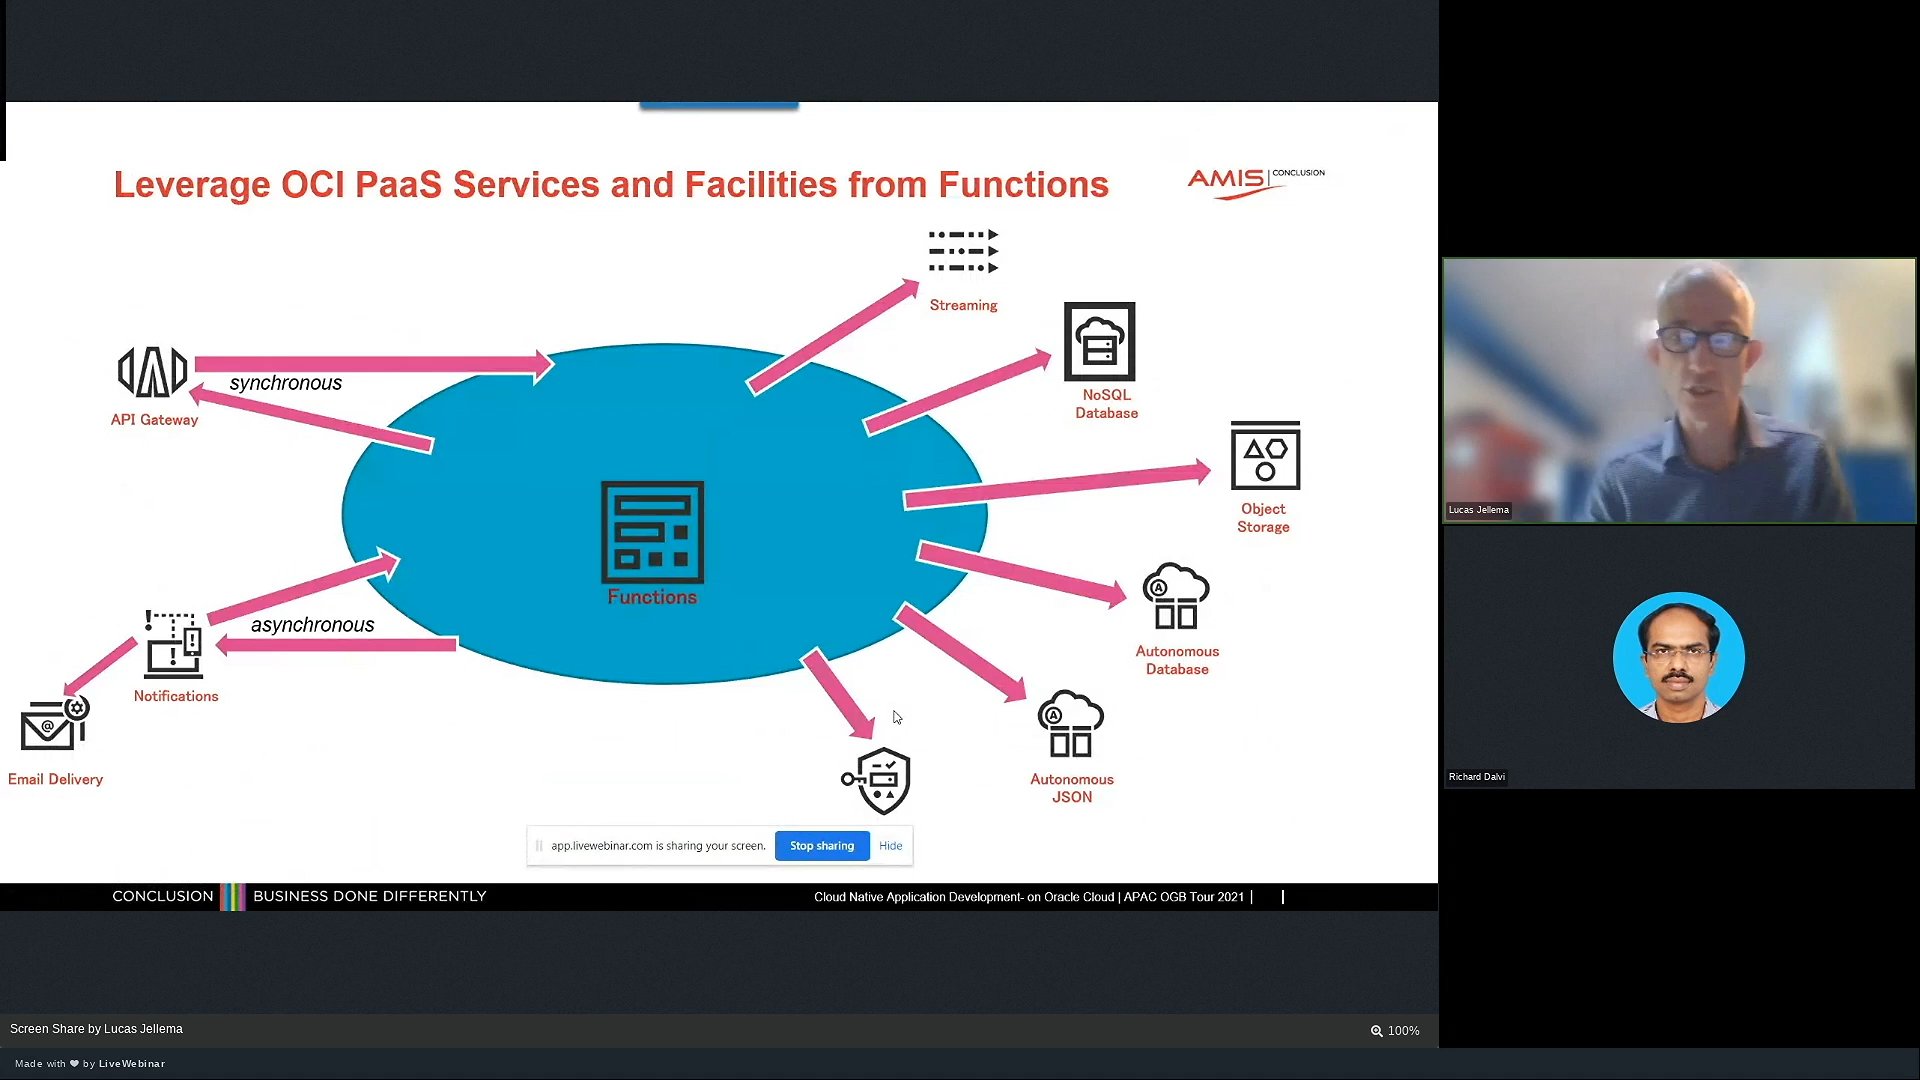 Leverage OCI PaaS Services and Facilities from Functions
AMIS CONCLUSION
Streaming
NoSQL
Database
synchronous
API Gateway
Object
Storage
Functions
asynchronous
Autonomous
Database
Notifications
Email Delivery
@
A
Autonomous
JSON
app.livewebinar.com is sharing your screen.
Stop sharing
Hide
CONCLUSION BUSINESS DONE DIFFERENTLY
Cloud Native Application Development- on Oracle Cloud | APAC OGB Tour 2021 |
Lucas Jellema
Richard Dalvi
Screen Share by Lucas Jellema
100%
Made with ❤ by LiveWebinar